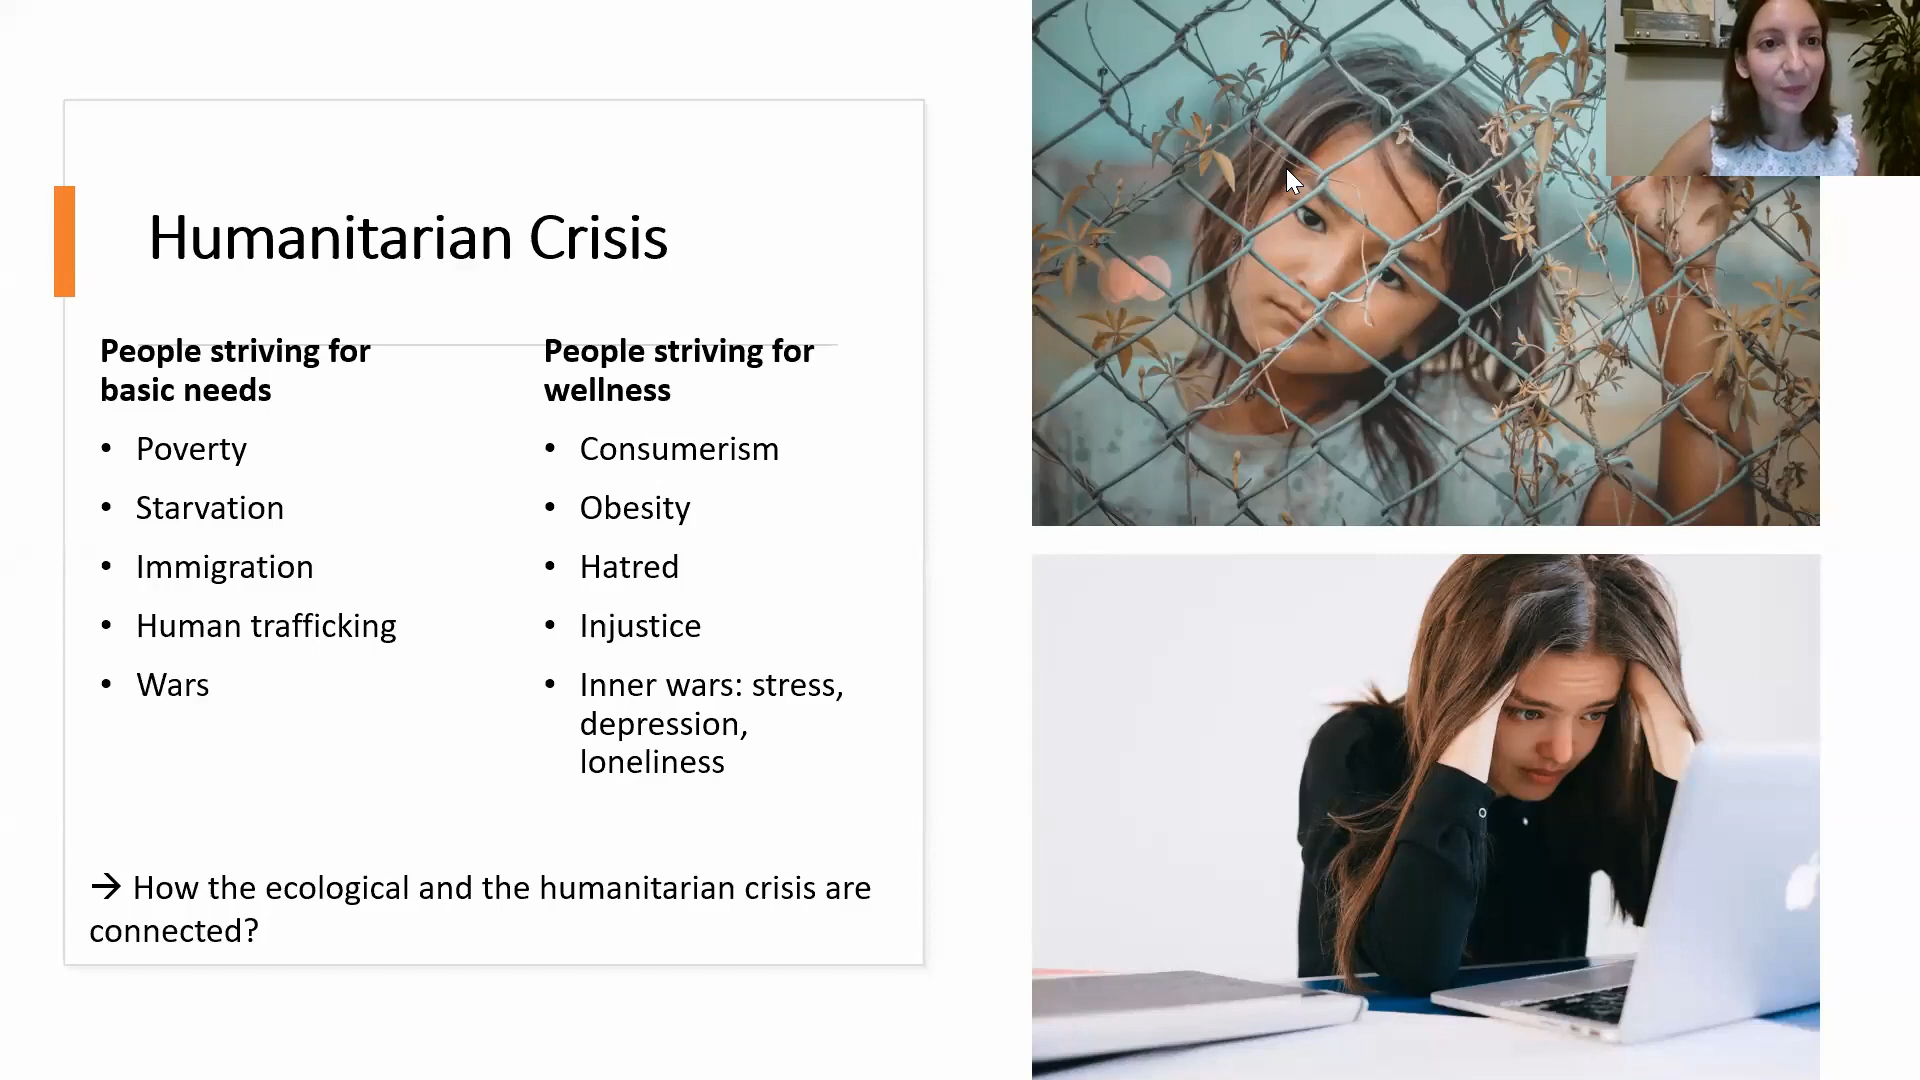 Humanitarian Crisis
People striving for
basic needs
• Poverty
• Starvation
• Immigration
• Human trafficking
• Wars
People striving for
wellness
• Consumerism
• Obesity
• Hatred
• Injustice
• Inner wars: stress,
depression,
loneliness
→ How the ecological and the humanitarian crisis are
connected?